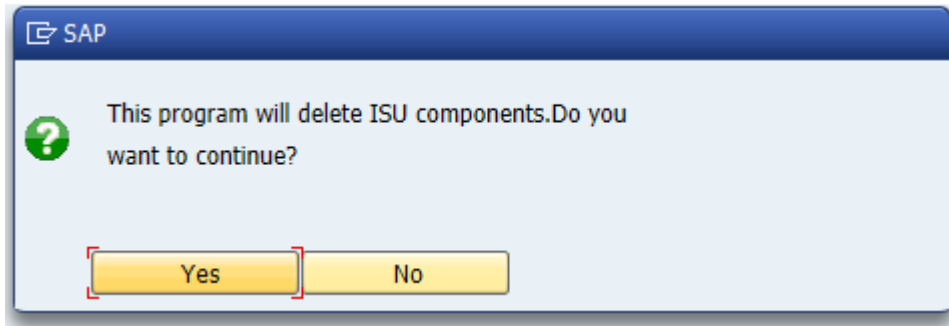 SAP
This program will delete ISU components.Do you
want to continue?
Yes No